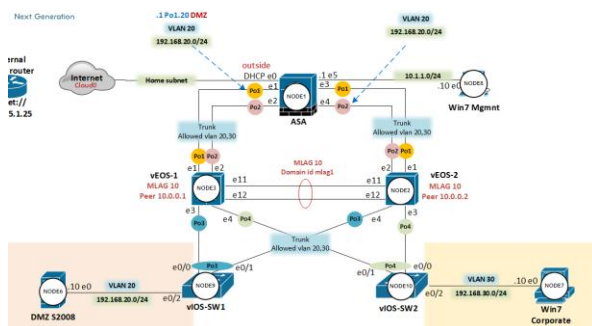 Next Generation
.1 Po1.20 DMZ
VLAN 20
192.168.20.0/24
VLAN 20
192.168.20.0/24
ernal
router
et://
5.1.25
Internet
Cloud0
Home subnet
outside
DHCP e0
e1
e2
Po1
Po2
NODE1
ASA
.1 e5
e3
e4
Po1
Po2
10.1.1.0/24
.10 e0
NODE8
Win7 Mgmnt
Trunk
Allowed vlan 20,30
Trunk
Allowed vlan 20,30
Po1
Po2
e1
e2
Po2
Po1
e2
e1
vEOS-1
MLAG 10
Peer 10.0.0.1
e3
e4
e11
e12
MLAG 10
Domain id mlag1
e11
e12
vEOS-2
MLAG 10
Peer 10.0.0.2
NODE2
e3
e4
Po3
Po4
Po3
Po4
Trunk
Allowed vlan 20,30
e0/0
Po3
e0/1
e0/1
Po4
e0/0
NODE6
DMZ S2008
.10 e0
VLAN 20
192.168.20.0/24
e0/2
NODE9
vIOS-SW1
NODE10
vIOS-SW2
e0/2
VLAN 30
192.168.30.0/24
.10 e0
NODE7
Win7
Corporate